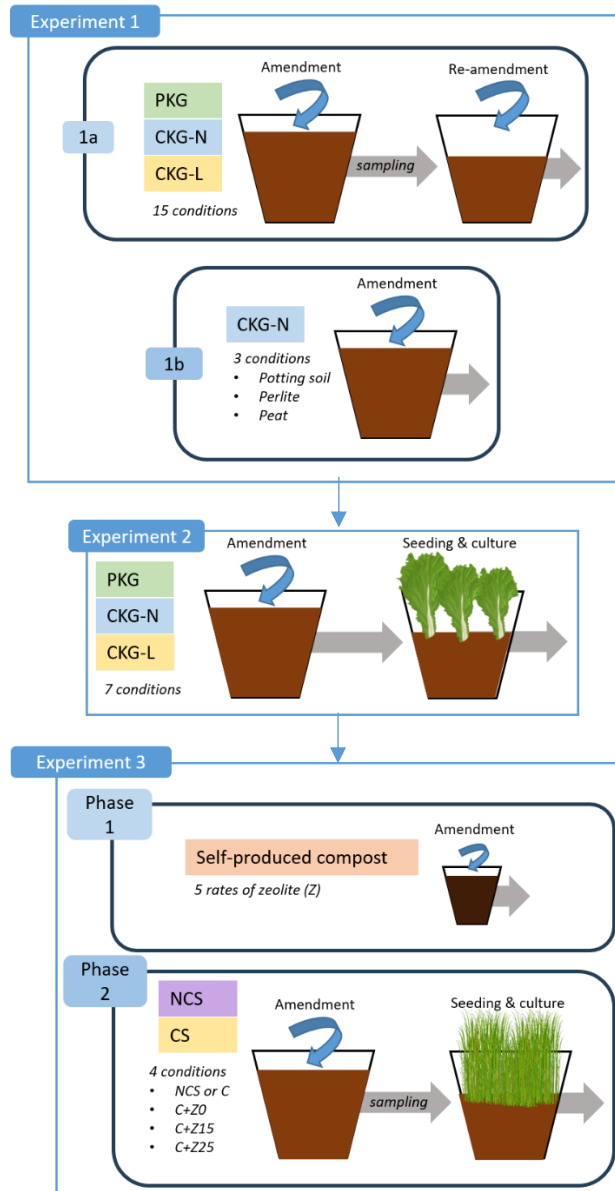 Experiment 1
1a
PKG
CKG-N
CKG-L
15 conditions
Amendment
sampling
Re-amendment
1b
CKG-N
3 conditions
• Potting soil
• Perlite
• Peat
Amendment
Experiment 2
PKG
CKG-N
CKG-L
7 conditions
Amendment
Seeding & culture
Experiment 3
Phase
1
Self-produced compost
5 rates of zeolite (Z)
Amendment
Phase
2
NCS
CS
4 conditions
• NCS or C
• C+Z0
• C+Z15
• C+Z25
Amendment
sampling
Seeding & culture